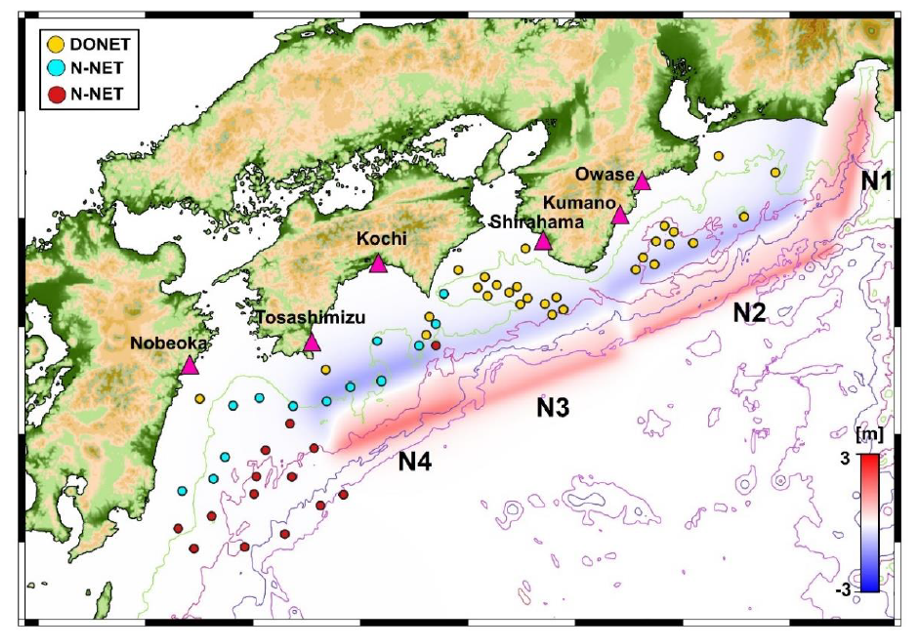 DONET
N-NET
N-NET
Owase
Kumano
Shirahama
Kochi
Tosashimizu
Nobeoka
N1
N2
N3
N4
[m]
3
-3